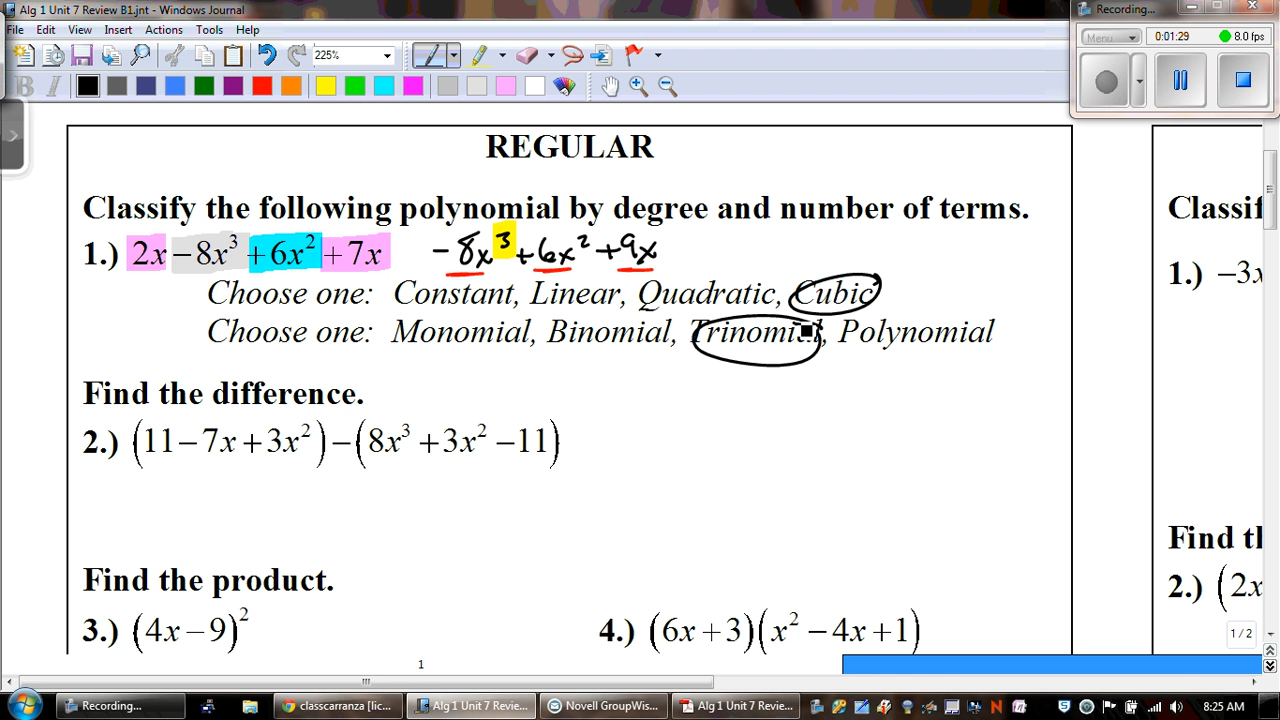 Alg 1 Unit 7 Review B1.jnt - Windows Journal
Recording...
File Edit View Insert Actions Tools Help
Menu 0:01:29 8.0 fps
225%
B I
REGULAR
Classify the following polynomial by degree and number of terms.
1.) 2x − 8x³ + 6x² + 7x −8x³ + 6x² + 9x
Choose one: Constant, Linear, Quadratic, Cubic
Choose one: Monomial, Binomial, Trinomial, Polynomial
Find the difference.
2.) (11 − 7x + 3x²) − (8x³ + 3x² − 11)
Find the product.
3.) (4x − 9)² 4.) (6x + 3)(x² − 4x + 1)
Classif
1.) −3x
Find th
2.) (2x
1 / 2
1
Recording... classcarranza [lic... Alg 1 Unit 7 Revie... Novell GroupWis... Alg 1 Unit 7 Revie... 8:25 AM